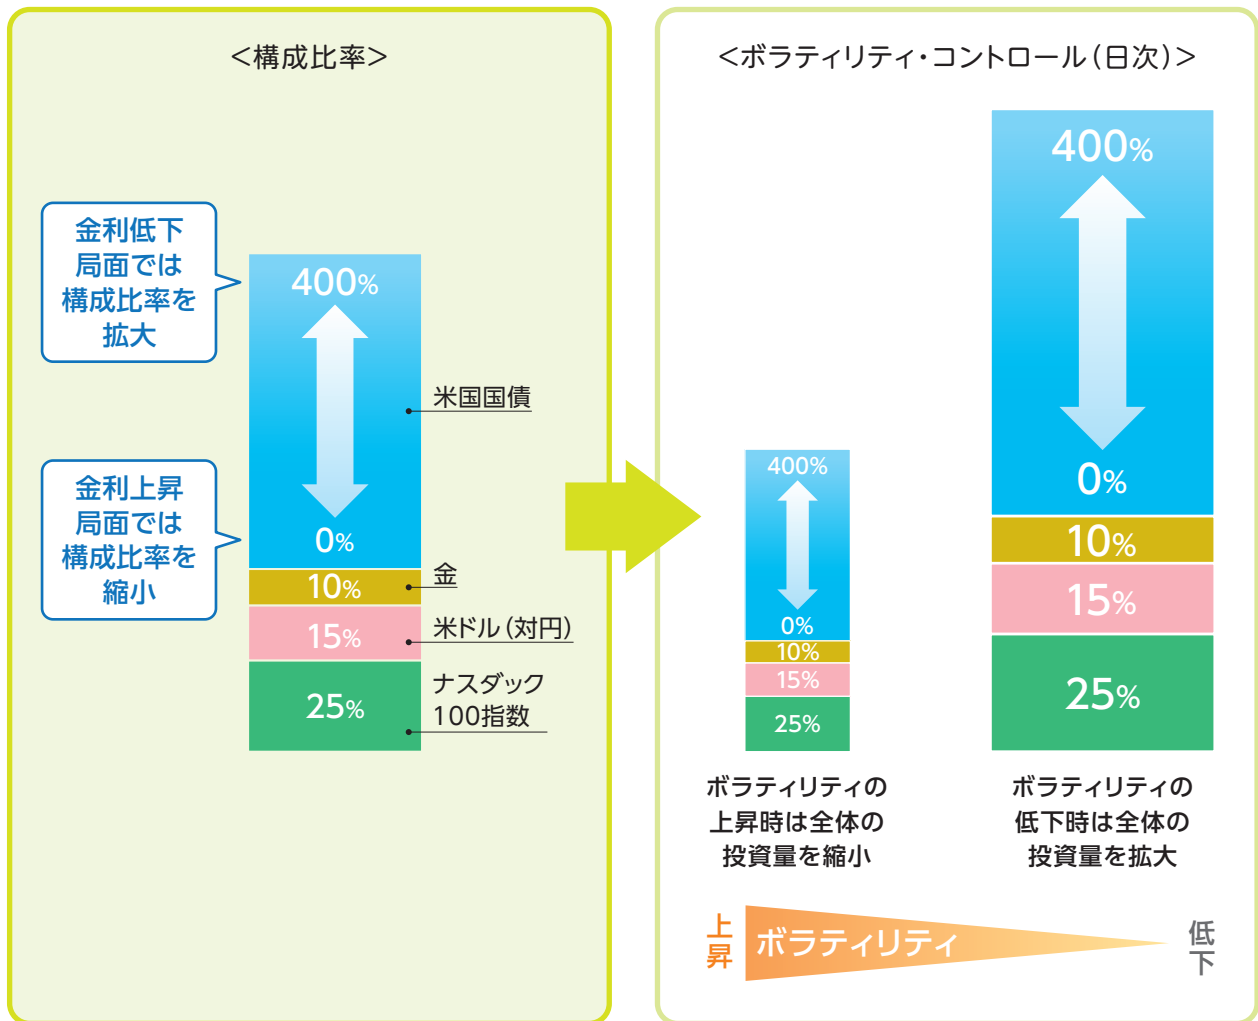 ＜構成比率＞
金利低下
局面では
構成比率を
拡大
金利上昇
局面では
構成比率を
縮小
400%
0%
10%
15%
25%
米国国債
金
米ドル（対円）
ナスダック
100指数
＜ボラティリティ・コントロール（日次）＞
400%
0%
10%
15%
25%
ボラティリティの
上昇時は全体の
投資量を縮小
400%
0%
10%
15%
25%
ボラティリティの
低下時は全体の
投資量を拡大
上昇
ボラティリティ
低下